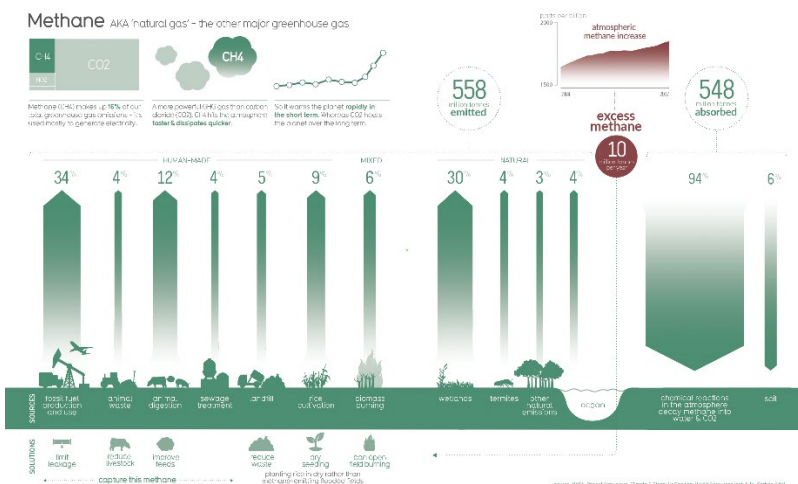 Methane AKA 'natural gas' – the other major greenhouse gas
CH4
CO2
N2O
Methane (CH4) makes up 16% of our
total greenhouse gas emissions – it's
used mostly to generate electricity.
CH4
A more powerful GHG gas than carbon
dioxide (CO2), CH4 hits the atmosphere
faster & dissipates quicker.
So it warms the planet rapidly in
the short term. Whereas CO2 heats
the planet over the long term.
558
million tonnes
emitted
parts per billion
atmospheric
methane increase
excess
methane
10
million tonnes
per year
548
million tonnes
absorbed
HUMAN-MADE
MIXED
NATURAL
34%
4%
12%
4%
5%
9%
6%
30%
4%
3%
4%
94%
6%
SOURCES
fossil fuel
production
and use
animal
waste
animal
digestion
sewage
treatment
landfill
rice
cultivation
biomass
burning
wetlands
termites
other
natural
emissions
ocean
chemical reactions
in the atmosphere
decay methane into
water & CO2
soil
SOLUTIONS
limit
leakage
reduce
livestock
improve
feeds
reduce
waste
dry
seeding
ban open
field burning
capture this methane
planting rice in dry rather than
methane-emitting flooded fields